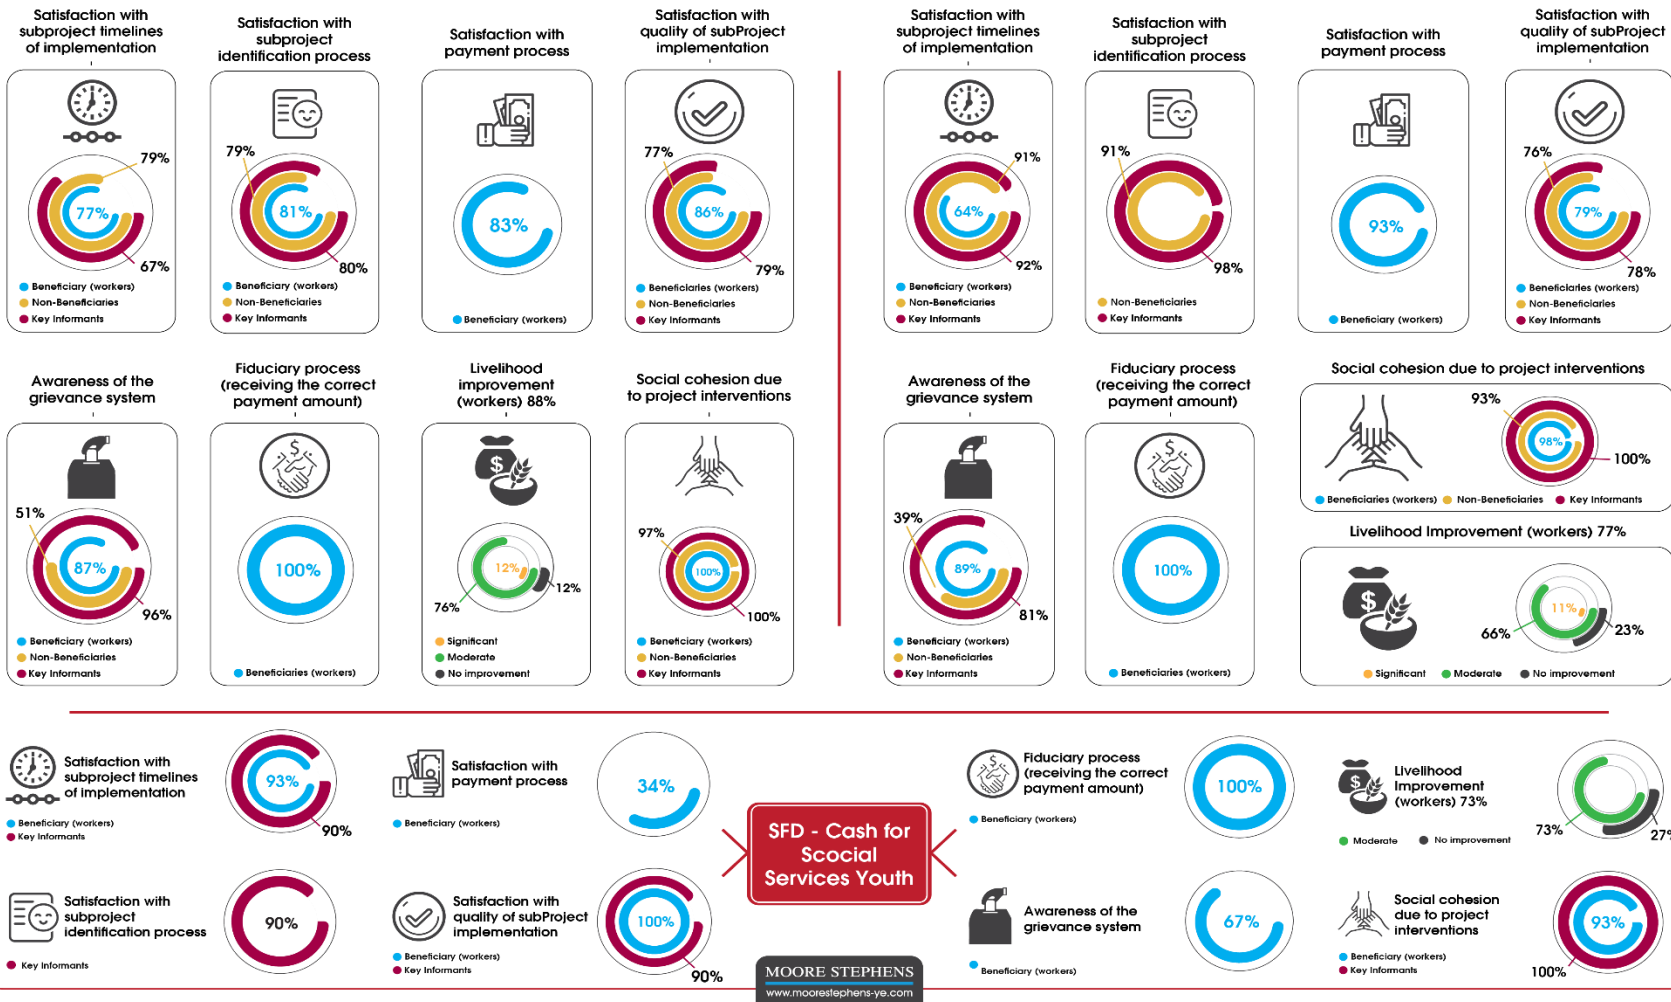 Satisfaction with
subproject timelines
of implementation
79%
77%
67%
Beneficiary (workers)
Non-Beneficiaries
Key Informants
Satisfaction with
subproject
identification process
79%
81%
80%
Beneficiary (workers)
Non-Beneficiaries
Key Informants
Satisfaction with
payment process
83%
Beneficiary (workers)
Satisfaction with
quality of subProject
implementation
77%
86%
79%
Beneficiaries (workers)
Non-Beneficiaries
Key Informants
Satisfaction with
subproject timelines
of implementation
91%
64%
92%
Beneficiary (workers)
Non-Beneficiaries
Key Informants
Satisfaction with
subproject
identification process
91%
98%
Non-Beneficiaries
Key Informants
Satisfaction with
payment process
93%
Beneficiary (workers)
Satisfaction with
quality of subProject
implementation
76%
79%
78%
Beneficiaries (workers)
Non-Beneficiaries
Key Informants
Awareness of the
grievance system
51%
87%
96%
Beneficiary (workers)
Non-Beneficiaries
Key Informants
Fiduciary process
(receiving the correct
payment amount)
$
100%
Beneficiaries (workers)
Livelihood
improvement
(workers) 88%
$
12%
12%
76%
Significant
Moderate
No improvement
Social cohesion due
to project interventions
97%
100%
100%
Beneficiary (workers)
Non-Beneficiaries
Key Informants
Awareness of the
grievance system
39%
89%
81%
Beneficiary (workers)
Non-Beneficiaries
Key Informants
Fiduciary process
(receiving the correct
payment amount)
$
100%
Beneficiaries (workers)
Social cohesion due to project interventions
93%
98%
100%
Beneficiaries (workers) Non-Beneficiaries Key Informants
Livelihood Improvement (workers) 77%
$
11%
23%
66%
Significant Moderate No improvement
Satisfaction with
subproject timelines
of implementation
Beneficiary (workers)
Key Informants
93%
90%
Satisfaction with
payment process
Beneficiary (workers)
34%
Satisfaction with
subproject
identification process
Key Informants
90%
Satisfaction with
quality of subProject
implementation
Beneficiary (workers)
Key Informants
100%
90%
SFD - Cash for
Scocial
Services Youth
Fiduciary process
(receiving the correct
payment amount)
$
Beneficiary (workers)
100%
Livelihood
Improvement
(workers) 73%
$
Moderate No improvement
73%
27%
Awareness of the
grievance system
Beneficiary (workers)
67%
Social cohesion
due to project
interventions
Beneficiary (workers)
Key Informants
93%
100%
MOORE STEPHENS
www.moorestephens-ye.com